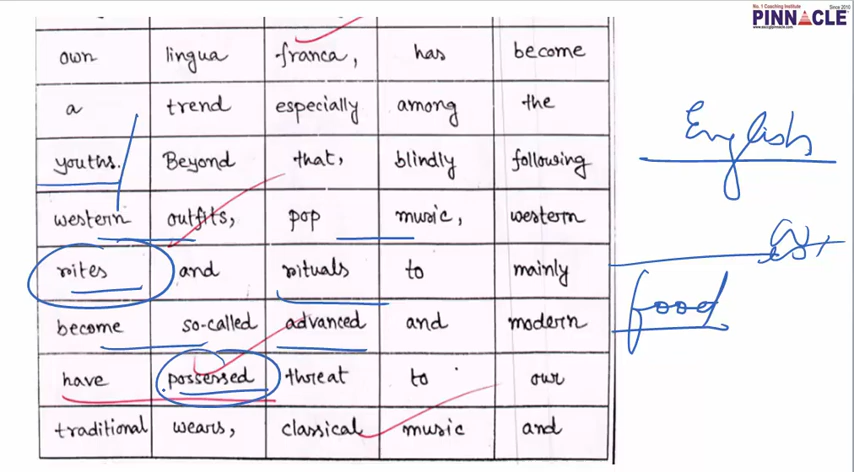 No. 1 Coaching Institute Since 2015
PINNACLE
own lingua franca, has become
a trend especially among the
youths. Beyond that, blindly following
western outfits, pop music, western
rites and rituals to mainly
become so-called advanced and modern
have possessed threat to our
traditional wears, classical music and
English
food